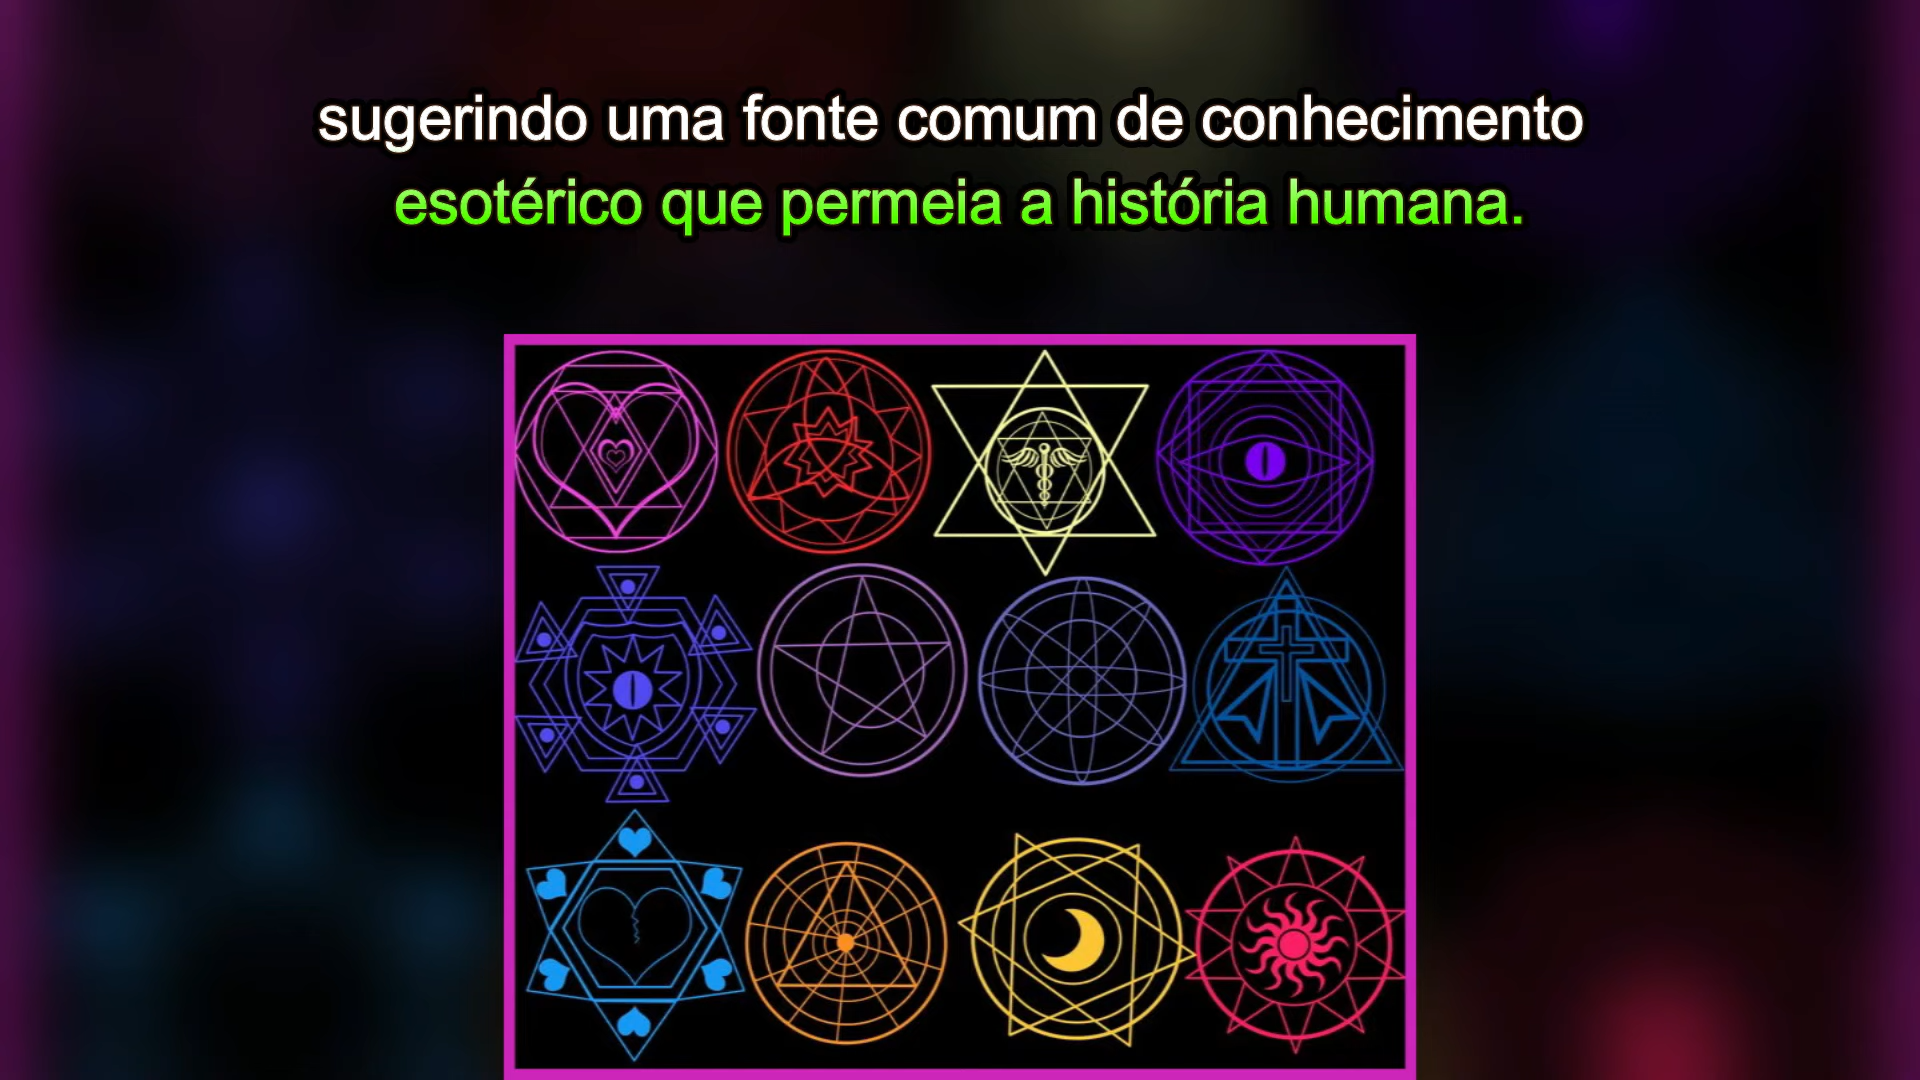 sugerindo uma fonte comum de conhecimento
esotérico que permeia a história humana.